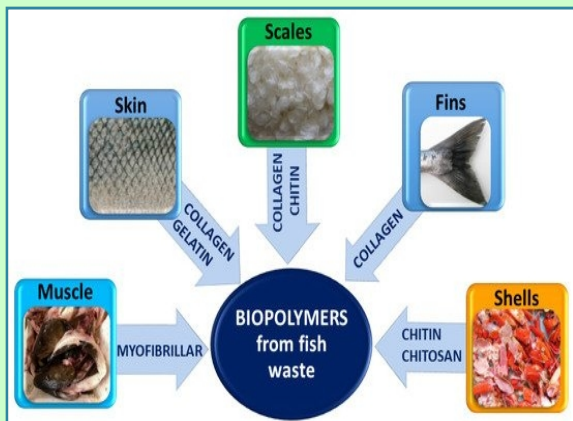 Scales
Skin
Fins
COLLAGEN
CHITIN
COLLAGEN
GELATIN
COLLAGEN
Muscle
MYOFIBRILLAR
BIOPOLYMERS
from fish
waste
Shells
CHITIN
CHITOSAN